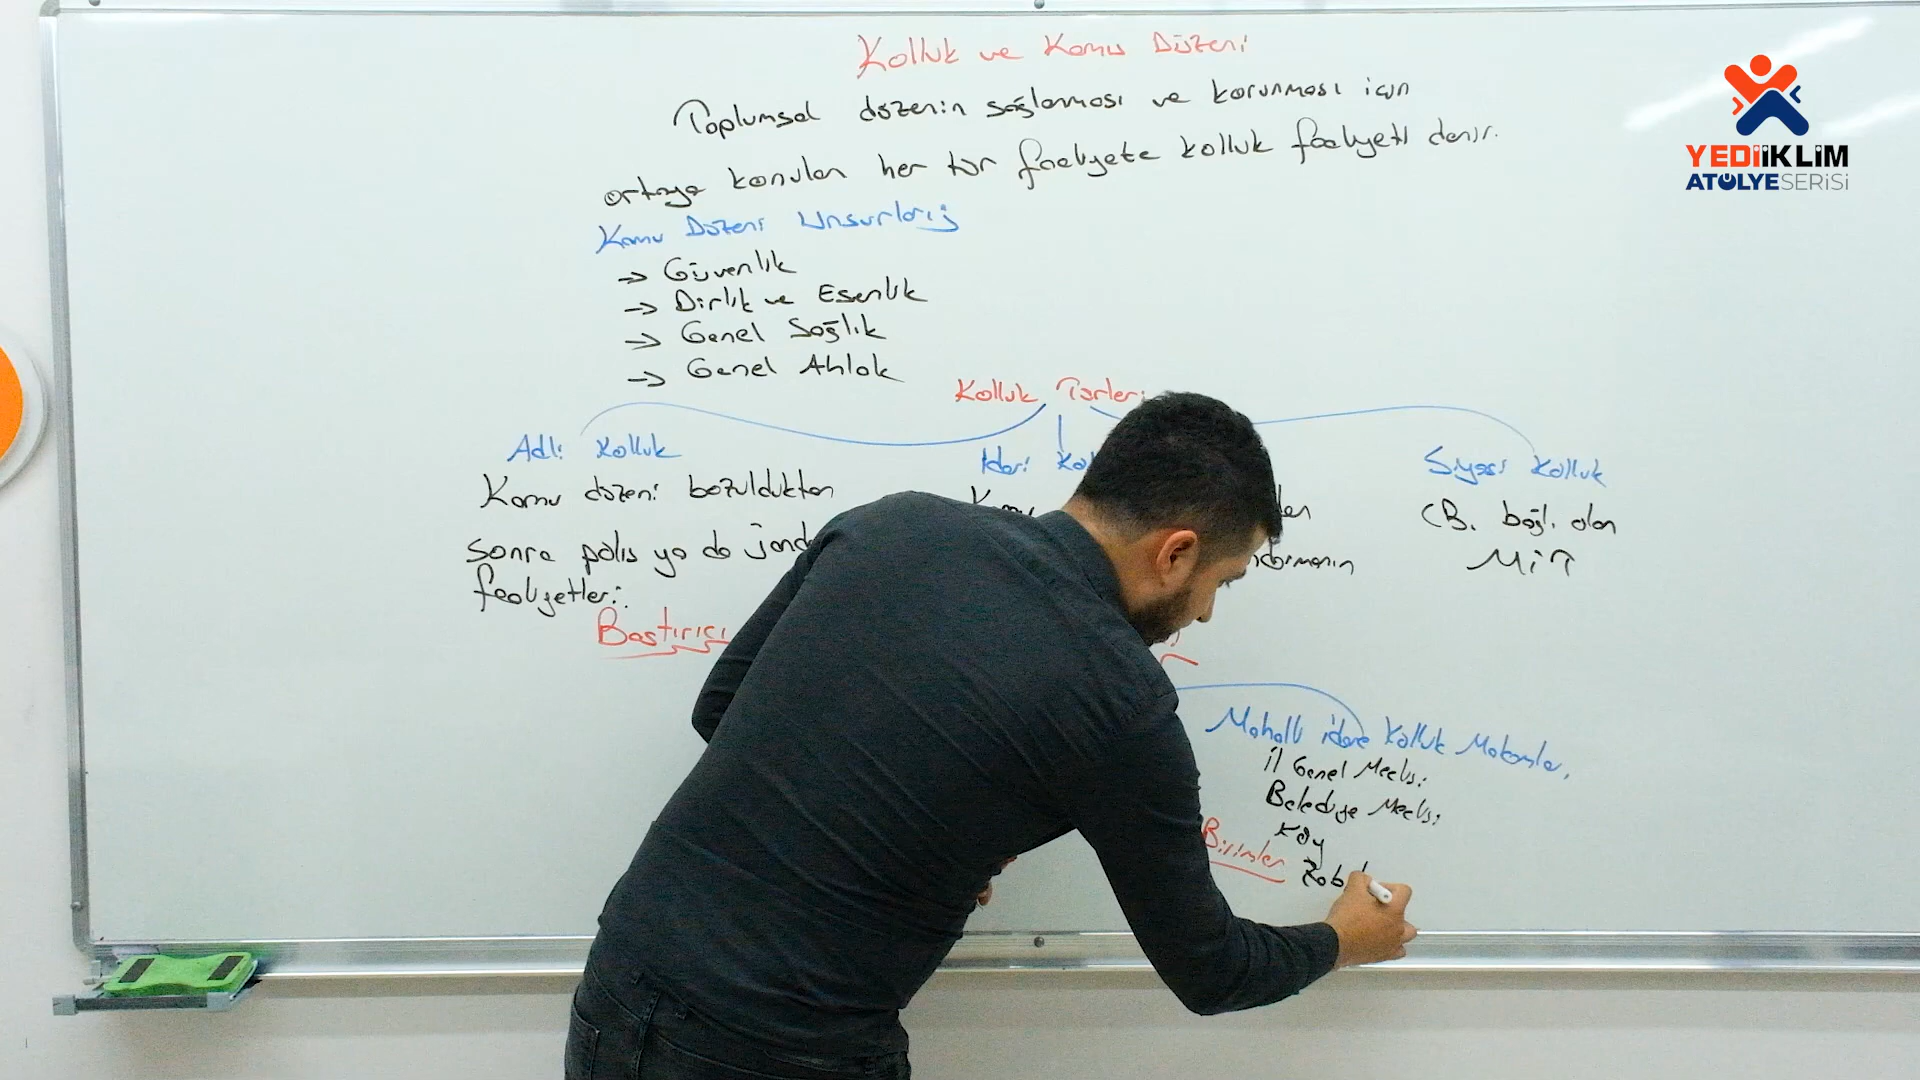 Kolluk ve Kamu Düzeni
Toplumsal düzenin sağlanması ve korunması için
ortaya konulan her tür faaliyete kolluk faaliyeti denir.
Kamu Düzeni Unsurları;
→ Güvenlik
→ Dirlik ve Esenlik
→ Genel Sağlık
→ Genel Ahlak
Kolluk Türleri
Adli Kolluk
Kamu düzeni bozulduktan
sonra polis ya da
faaliyetleri.
Bastırıcı
İdari
Siyasi Kolluk
CB. bağlı olan
MİT
Mahalli idare Kolluk Makamları
İl Genel Meclisi
Belediye Meclisi
Köy
Birimler
YEDİİKLİM
ATÖLYESERİSİ